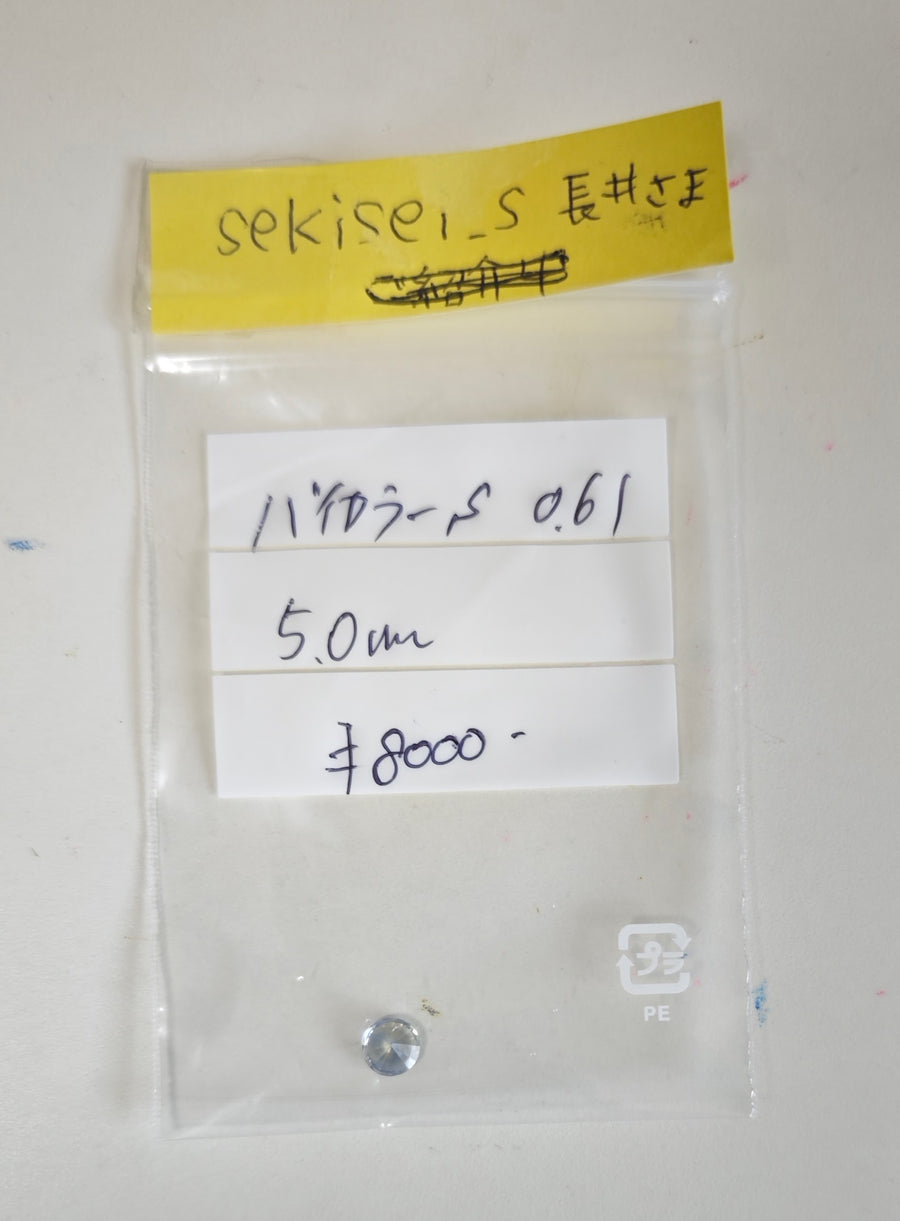 sekisei_s 長井さま
ご紹介中
バイカラーS 0.61
5.0mm
¥8000-
プラ
PE